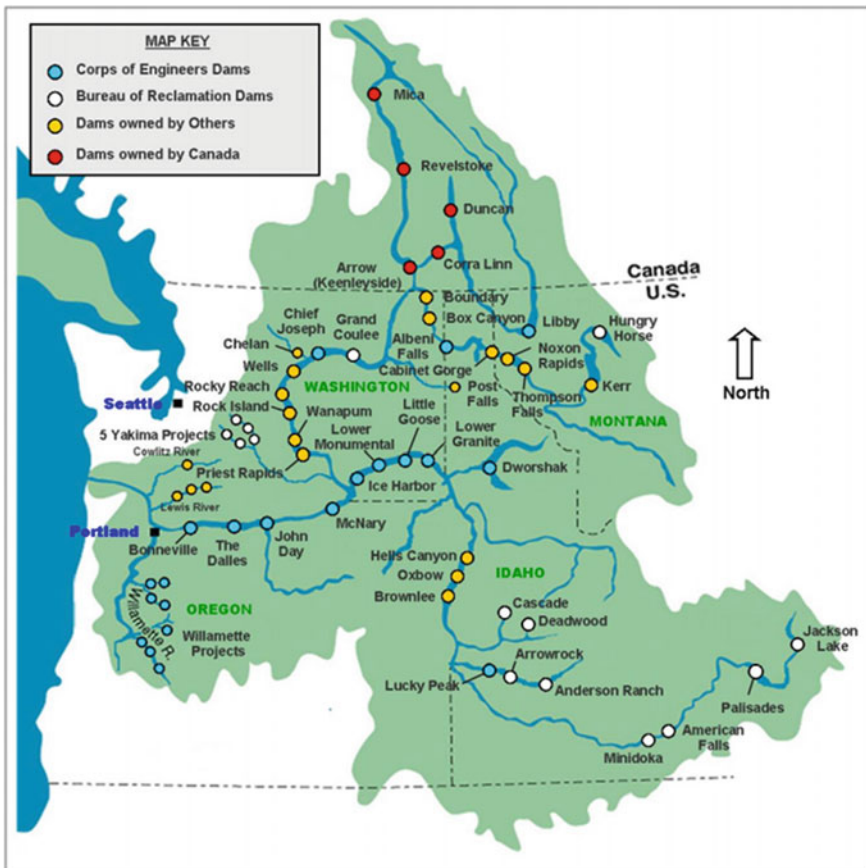 MAP KEY
Corps of Engineers Dams
Bureau of Reclamation Dams
Dams owned by Others
Dams owned by Canada
Mica
Revelstoke
Duncan
Corra Linn
Arrow
(Keenleyside)
Canada
U.S.
Boundary
Box Canyon
Libby
Hungry
Horse
Chief
Joseph
Grand
Coulee
Albeni
Falls
Chelan
Cabinet Gorge
Noxon
Rapids
Wells
Post
Falls
Thompson
Falls
Kerr
North
Rocky Reach
WASHINGTON
MONTANA
Seattle
Rock Island
Wanapum
Little
Goose
5 Yakima Projects
Lower
Monumental
Lower
Granite
Cowlitz River
Priest Rapids
Ice Harbor
Dworshak
Lewis River
McNary
Portland
Bonneville
The
Dalles
John
Day
Hells Canyon
Oxbow
Brownlee
IDAHO
Cascade
Deadwood
OREGON
Willamette R.
Willamette
Projects
Jackson
Lake
Arrowrock
Lucky Peak
Anderson Ranch
Palisades
American
Falls
Minidoka